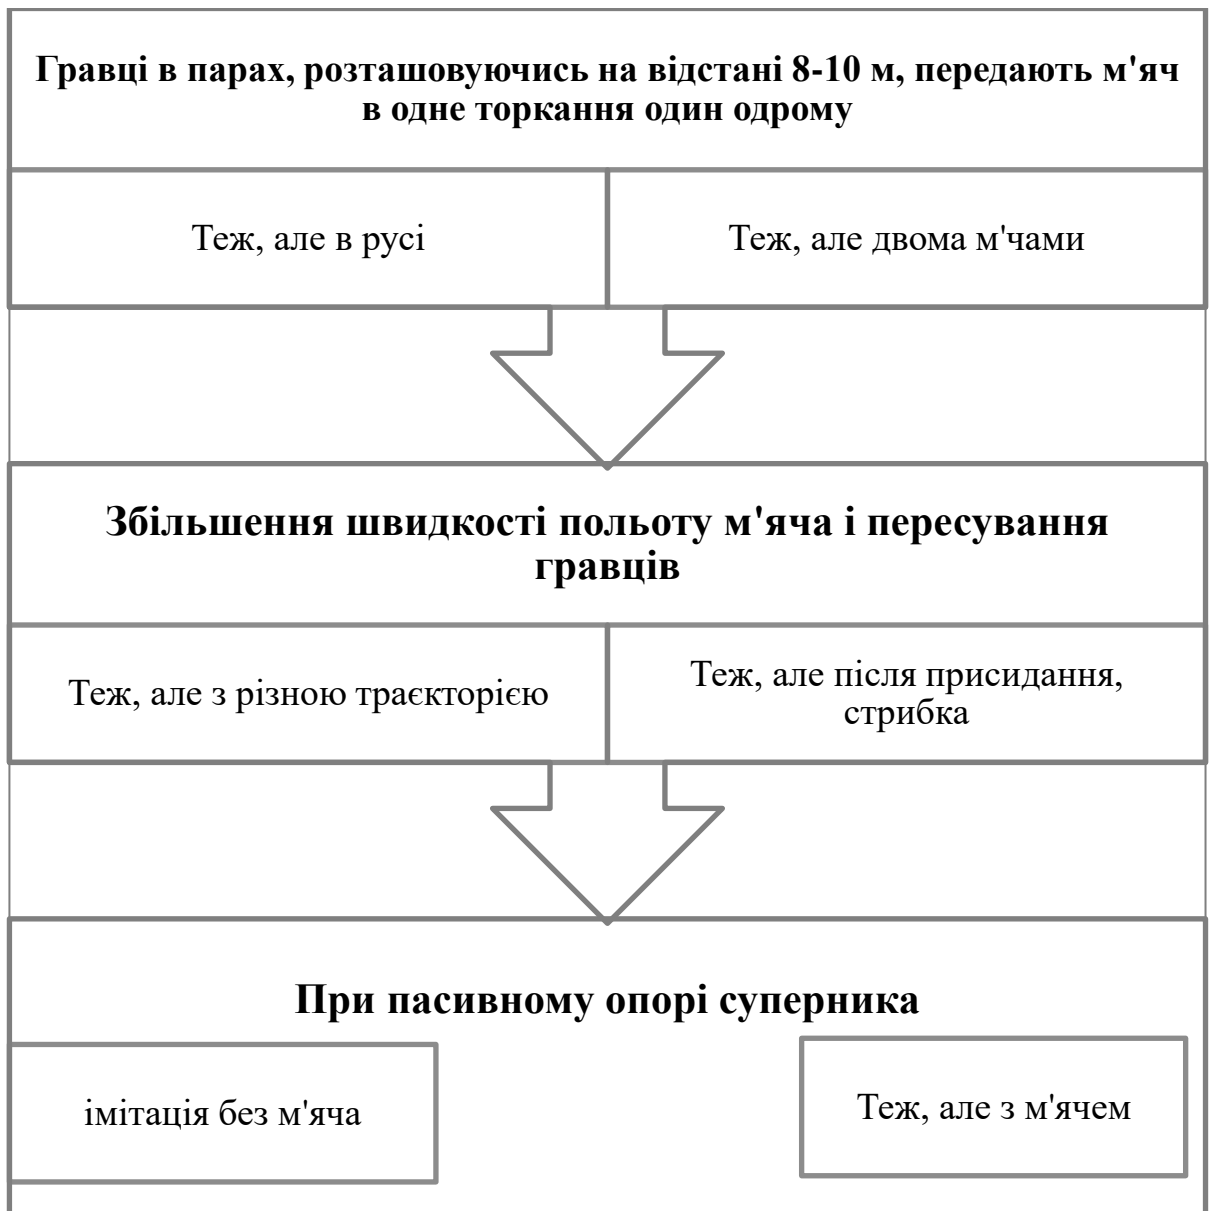 Гравці в парах, розташовуючись на відстані 8-10 м, передають м'яч
в одне торкання один одрому
Теж, але в русі
Теж, але двома м'чами
Збільшення швидкості польоту м'яча і пересування
гравців
Теж, але з різною траєкторією
Теж, але після присидання,
стрибка
При пасивному опорі суперника
імітація без м'яча
Теж, але з м'ячем